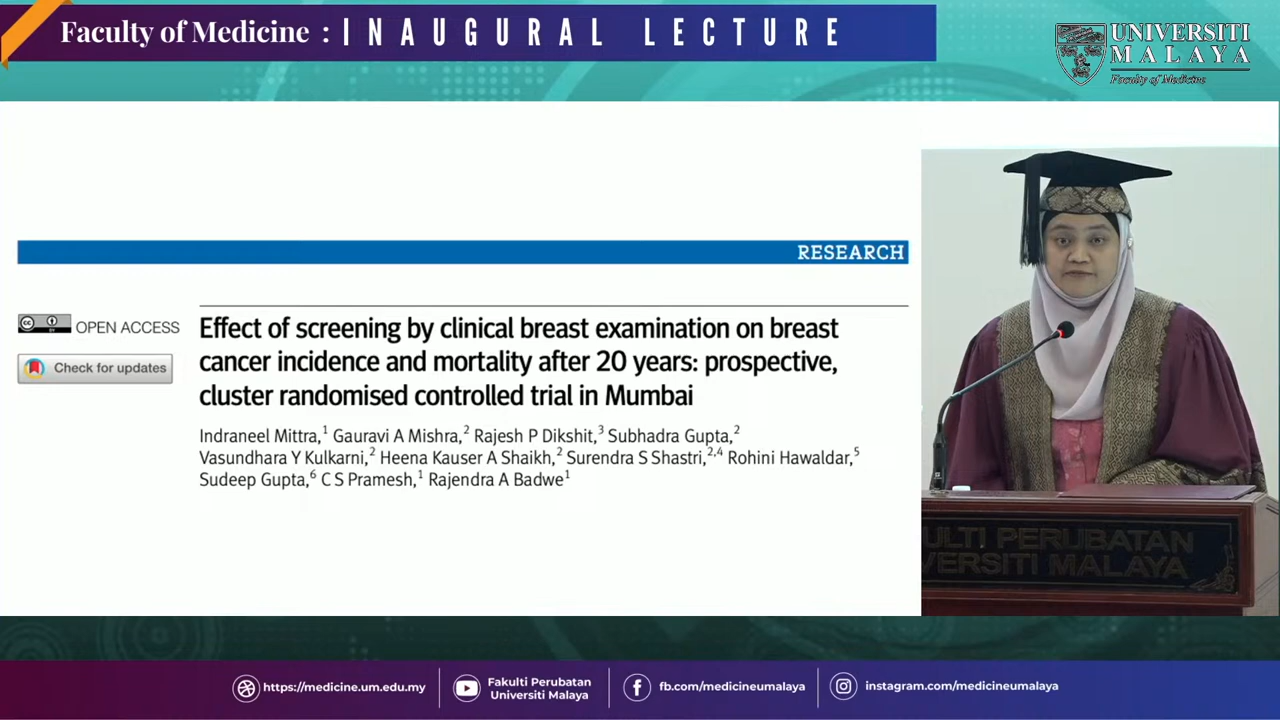 Faculty of Medicine : INAUGURAL LECTURE
UNIVERSITI
MALAYA
Faculty of Medicine
RESEARCH
OPEN ACCESS
Check for updates
Effect of screening by clinical breast examination on breast
cancer incidence and mortality after 20 years: prospective,
cluster randomised controlled trial in Mumbai
Indraneel Mittra,1 Gauravi A Mishra,2 Rajesh P Dikshit,3 Subhadra Gupta,2
Vasundhara Y Kulkarni,2 Heena Kauser A Shaikh,2 Surendra S Shastri,2,4 Rohini Hawaldar,5
Sudeep Gupta,6 C S Pramesh,1 Rajendra A Badwe1
ULTI PERUBATAN
VERSITI MALAYA
https://medicine.um.edu.my
Fakulti Perubatan
Universiti Malaya
fb.com/medicineumalaya
instagram.com/medicineumalaya